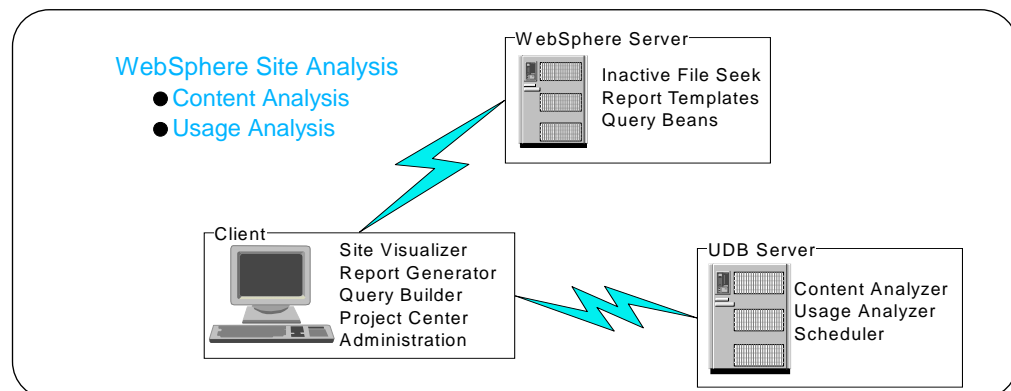 WebSphere Site Analysis
● Content Analysis
● Usage Analysis
WebSphere Server
Inactive File Seek
Report Templates
Query Beans
Client
Site Visualizer
Report Generator
Query Builder
Project Center
Administration
UDB Server
Content Analyzer
Usage Analyzer
Scheduler